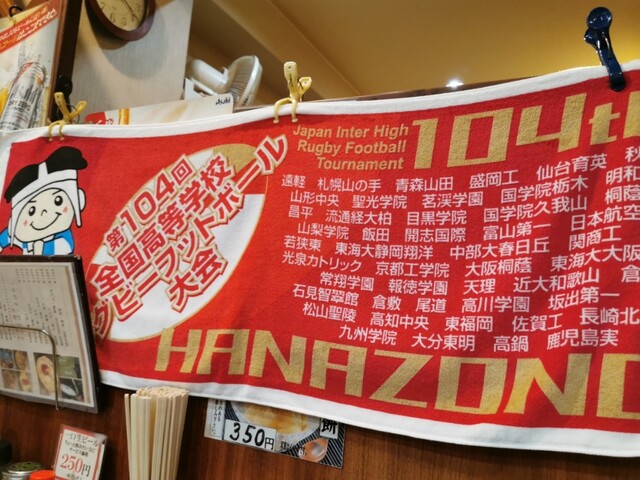 Japan Inter High
Rugby Football
Tournament
104th
第104回
全国高等学校
ラグビーフットボール
大会
遠軽 札幌山の手 青森山田 盛岡工 仙台育英 秋
山形中央 聖光学院 茗溪学園 国学院栃木 明和
昌平 流通経大柏 目黒学院 国学院久我山 桐蔭
山梨学院 飯田 開志国際 富山第一 日本航空
若狭東 東海大静岡翔洋 中部大春日丘 関商工
光泉カトリック 京都工学院 大阪桐蔭 東海大大阪
常翔学園 報徳学園 天理 近大和歌山 倉
石見智翠館 倉敷 尾道 高川学園 坂出第一
松山聖陵 高知中央 東福岡 佐賀工 長崎北
九州学院 大分東明 高鍋 鹿児島実
HANAZONO
Asahi
350円
餅
生ビール
250円